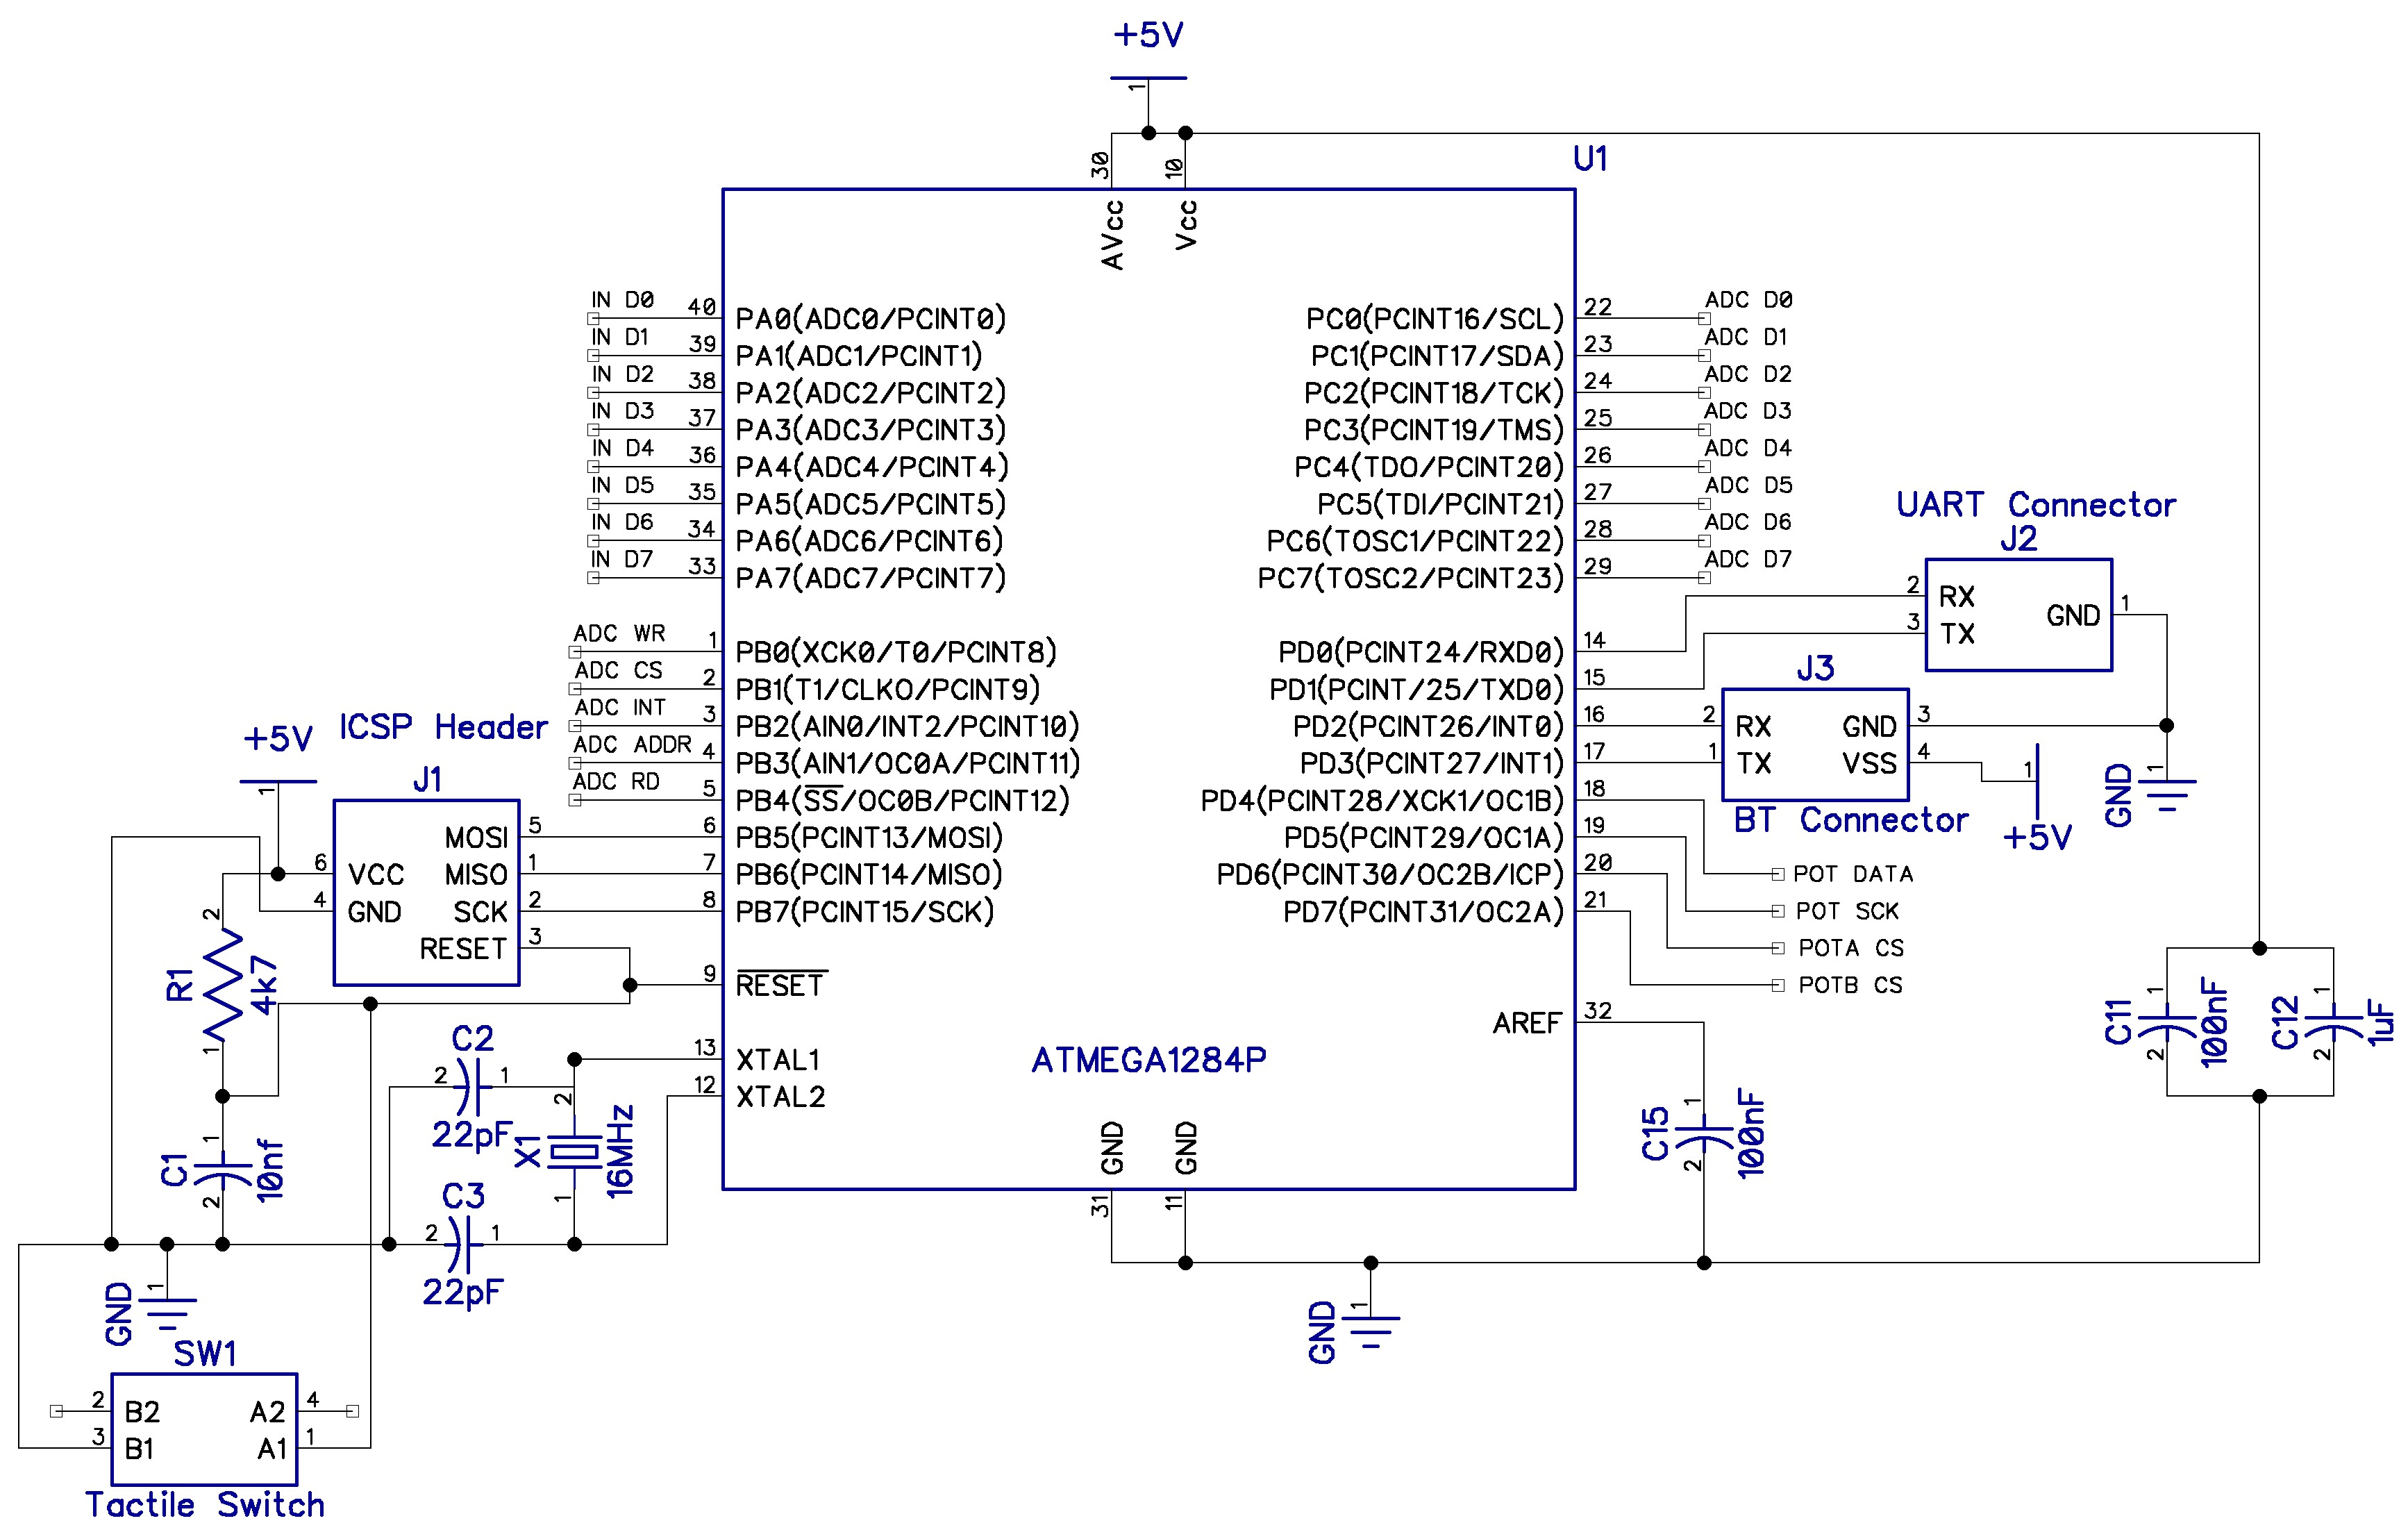 +5V
1
30
10
U1
AVcc
Vcc
IN D0
40
PA0(ADC0/PCINT0)
IN D1
39
PA1(ADC1/PCINT1)
IN D2
38
PA2(ADC2/PCINT2)
IN D3
37
PA3(ADC3/PCINT3)
IN D4
36
PA4(ADC4/PCINT4)
IN D5
35
PA5(ADC5/PCINT5)
IN D6
34
PA6(ADC6/PCINT6)
IN D7
33
PA7(ADC7/PCINT7)
ADC WR
1
PB0(XCK0/T0/PCINT8)
ADC CS
2
PB1(T1/CLKO/PCINT9)
ADC INT
3
PB2(AIN0/INT2/PCINT10)
ADC ADDR
4
PB3(AIN1/OC0A/PCINT11)
ADC RD
5
PB4(SS/OC0B/PCINT12)
6
PB5(PCINT13/MOSI)
7
PB6(PCINT14/MISO)
8
PB7(PCINT15/SCK)
9
RESET
13
XTAL1
12
XTAL2
PC0(PCINT16/SCL)
22
ADC D0
PC1(PCINT17/SDA)
23
ADC D1
PC2(PCINT18/TCK)
24
ADC D2
PC3(PCINT19/TMS)
25
ADC D3
PC4(TDO/PCINT20)
26
ADC D4
PC5(TDI/PCINT21)
27
ADC D5
PC6(TOSC1/PCINT22)
28
ADC D6
PC7(TOSC2/PCINT23)
29
ADC D7
PD0(PCINT24/RXD0)
14
PD1(PCINT/25/TXD0)
15
PD2(PCINT26/INT0)
16
PD3(PCINT27/INT1)
17
PD4(PCINT28/XCK1/OC1B)
18
PD5(PCINT29/OC1A)
19
PD6(PCINT30/OC2B/ICP)
20
PD7(PCINT31/OC2A)
21
AREF
32
ATMEGA1284P
GND
31
GND
11
GND
1
UART Connector
J2
2
RX
3
TX
GND
1
J3
2
RX
1
TX
GND
3
VSS
4
BT Connector
1
+5V
GND
1
POT DATA
POT SCK
POTA CS
POTB CS
C15
1
2
100nF
C11
1
2
100nF
C12
1
2
1uF
+5V
1
ICSP Header
J1
6
VCC
4
GND
MOSI
5
MISO
1
SCK
2
RESET
3
R1
2
1
4k7
C1
1
2
10nf
C2
2
1
22pF
X1
2
1
16MHz
C3
2
1
22pF
GND
1
SW1
2
B2
3
B1
A2
4
A1
1
Tactile Switch